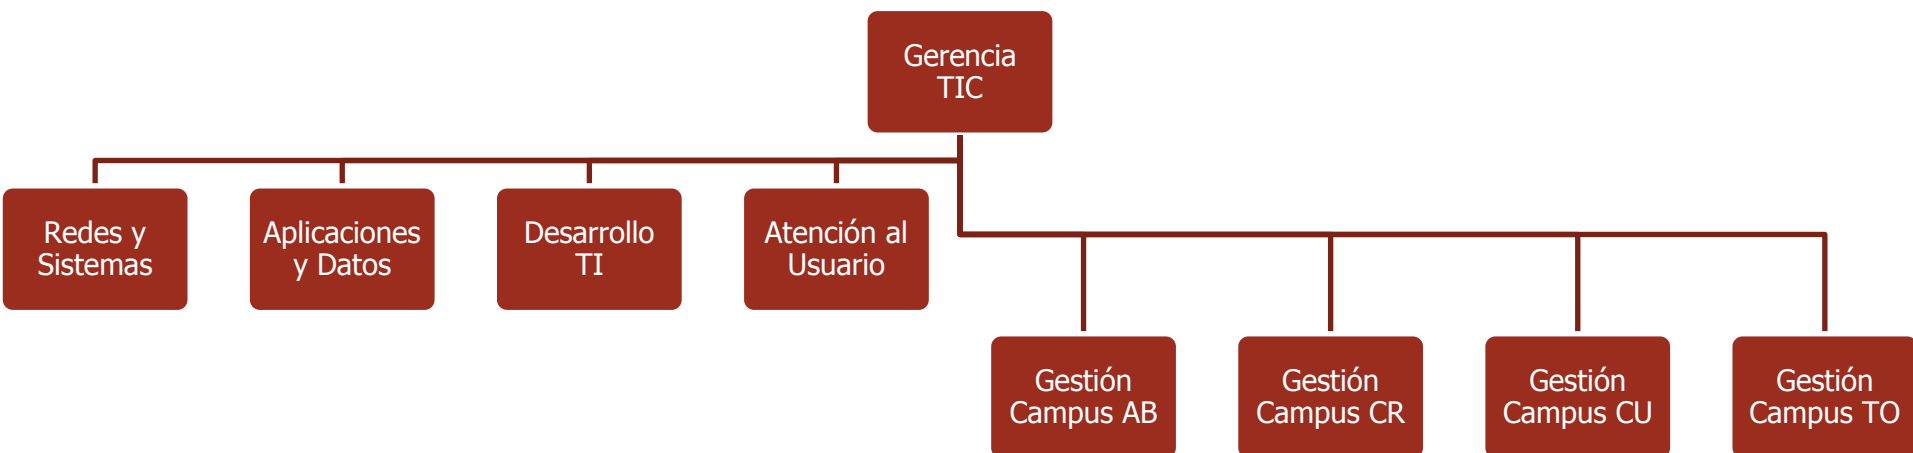 Gerencia
TIC
Redes y
Sistemas
Aplicaciones
y Datos
Desarrollo
TI
Atención al
Usuario
Gestión
Campus AB
Gestión
Campus CR
Gestión
Campus CU
Gestión
Campus TO